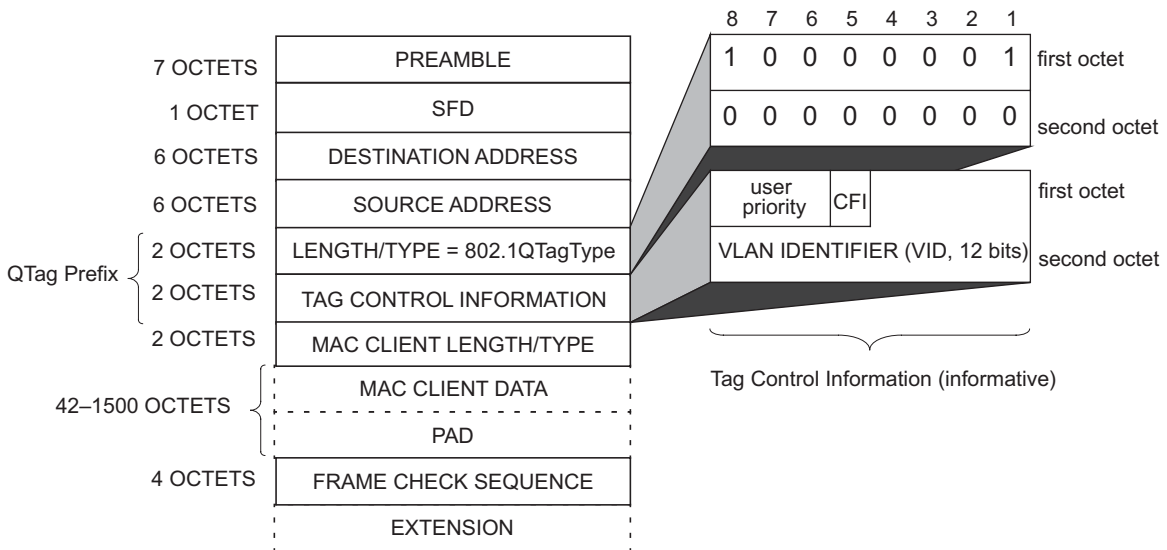 8 7 6 5 4 3 2 1
7 OCTETS PREAMBLE
1 0 0 0 0 0 0 1 first octet
1 OCTET SFD
0 0 0 0 0 0 0 0 second octet
6 OCTETS DESTINATION ADDRESS
6 OCTETS SOURCE ADDRESS
user priority CFI first octet
VLAN IDENTIFIER (VID, 12 bits) second octet
QTag Prefix
2 OCTETS LENGTH/TYPE = 802.1QTagType
2 OCTETS TAG CONTROL INFORMATION
2 OCTETS MAC CLIENT LENGTH/TYPE
Tag Control Information (informative)
42–1500 OCTETS
MAC CLIENT DATA
PAD
4 OCTETS FRAME CHECK SEQUENCE
EXTENSION